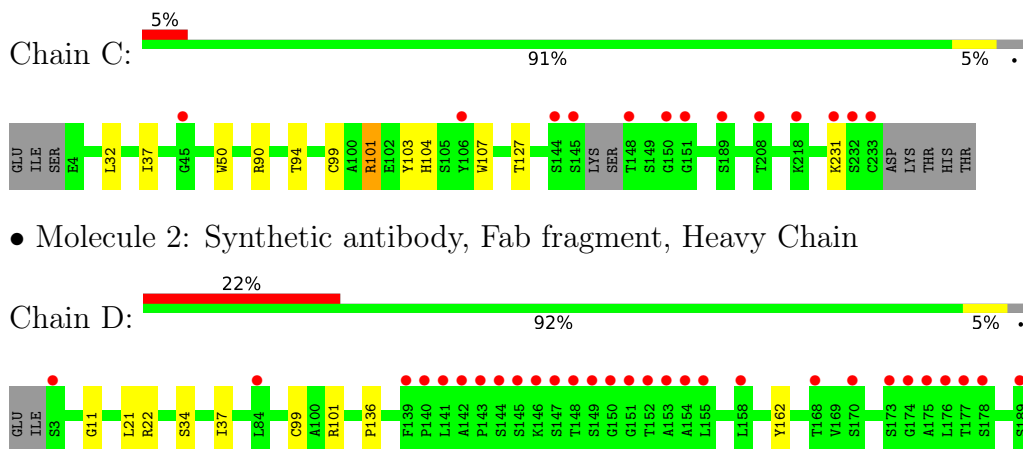 5%
Chain C:
91% 5% •
GLU ILE SER E4 L32 I37 G45 W50 R90 T94 C99 A100 R101 E102 Y103 H104 S105 Y106 W107 T127 S144 S145 LYS SER T148 S149 G150 G151 S189 T208 K218 K231 S232 C233 ASP LYS THR HIS THR
• Molecule 2: Synthetic antibody, Fab fragment, Heavy Chain
22%
Chain D:
92% 5% •
GLU ILE S3 G11 L21 R22 S34 I37 L84 C99 A100 R101 P136 F139 P140 L141 A142 P143 S144 S145 K146 S147 T148 S149 G150 G151 T152 A153 A154 L155 L158 Y162 T168 V169 S170 S173 G174 A175 L176 T177 S178 S189